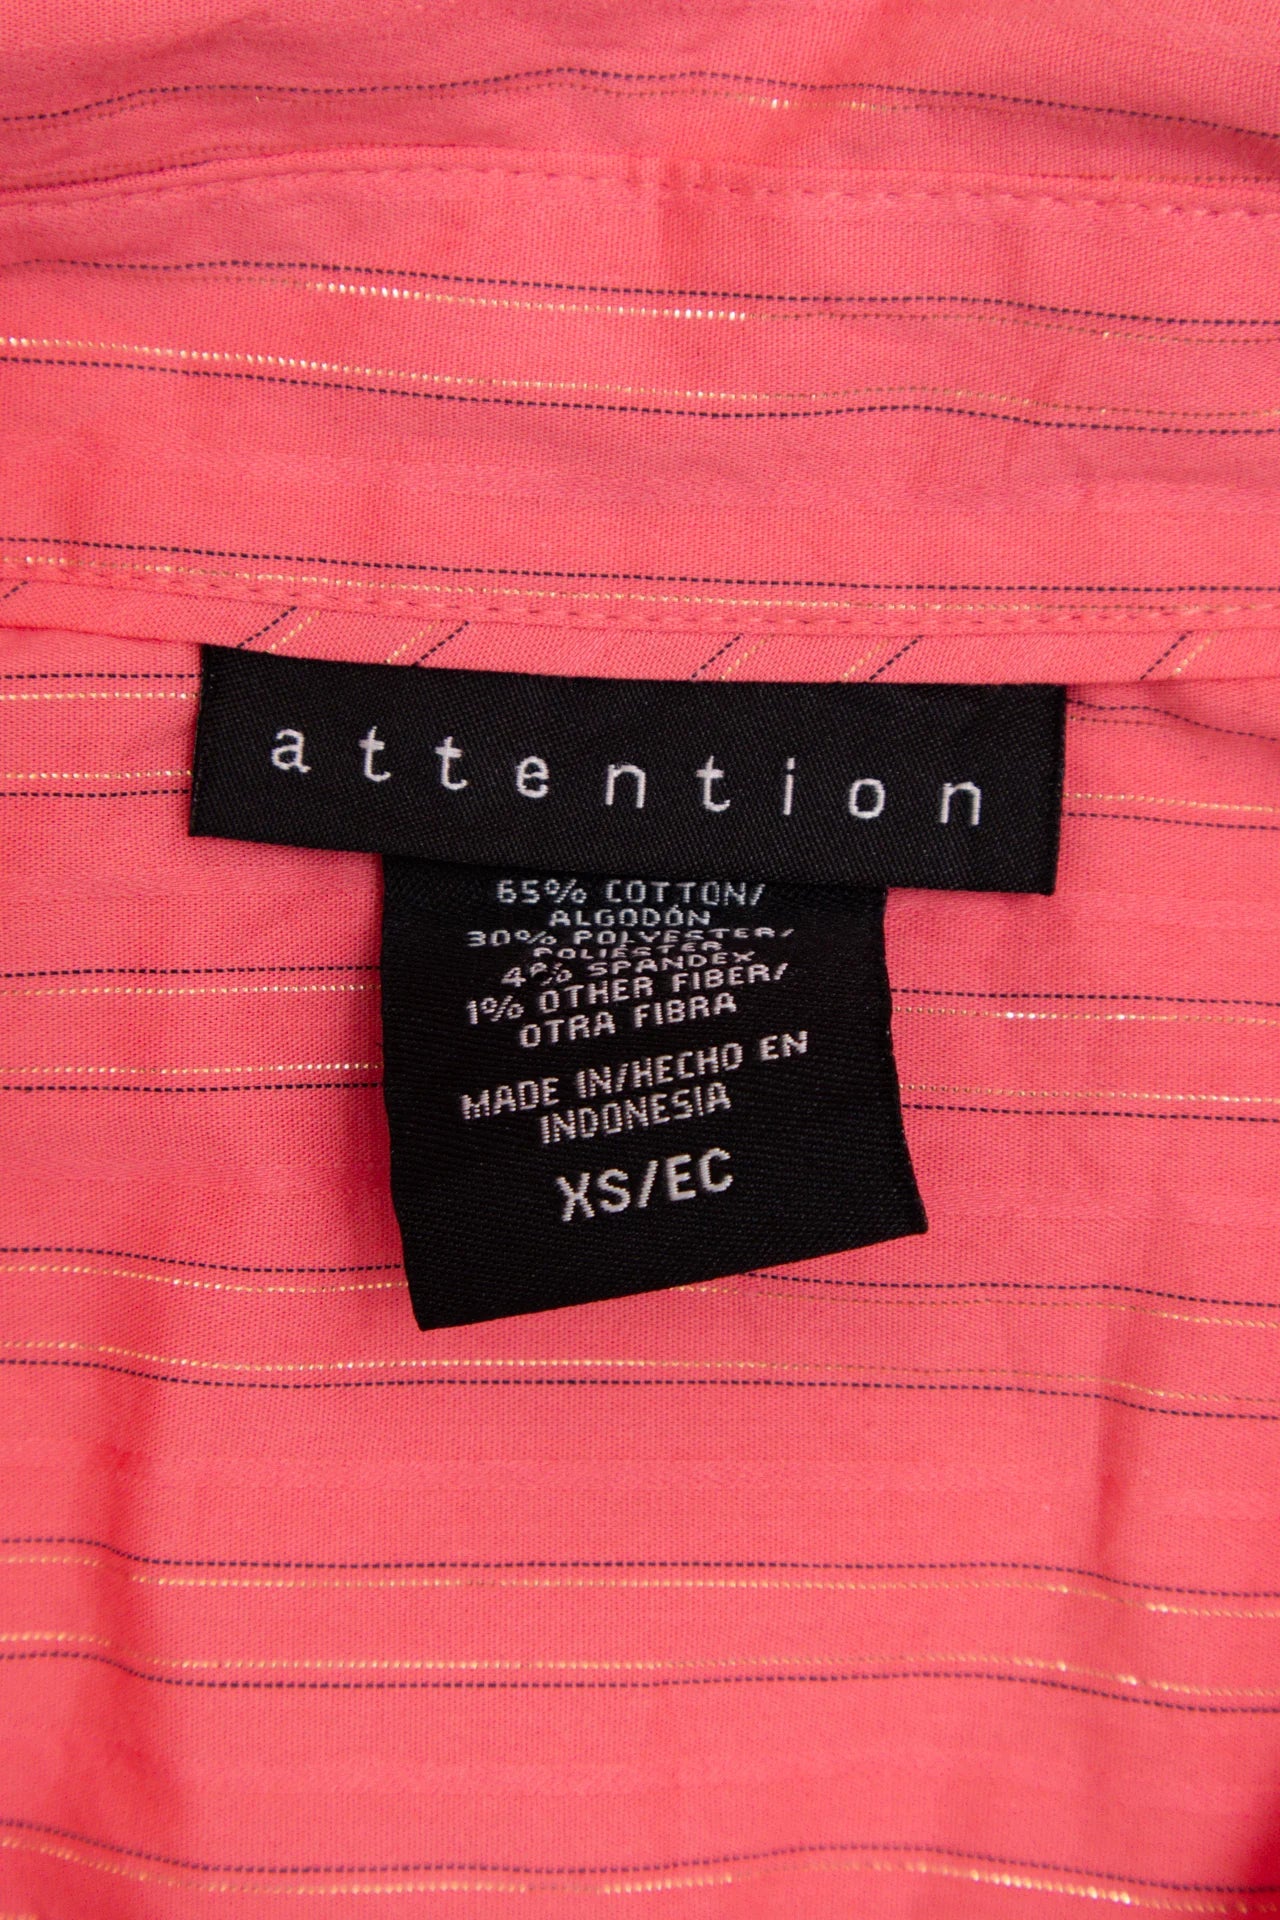 attention
65% COTTON/
ALGODÓN
30% POLYESTER/
POLIÉSTER
4% SPANDEX
1% OTHER FIBER/
OTRA FIBRA
MADE IN/HECHO EN
INDONESIA
XS/EC